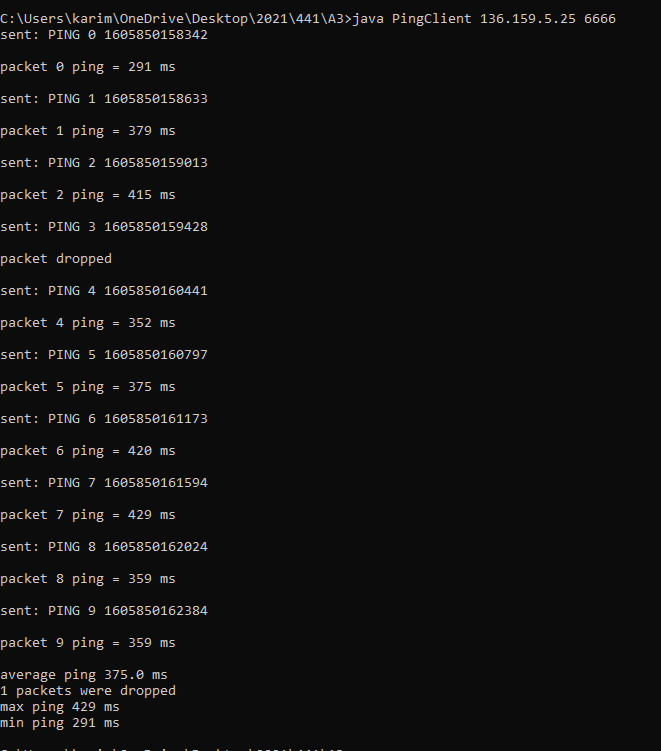 C:\Users\karim\OneDrive\Desktop\2021\441\A3>java PingClient 136.159.5.25 6666
sent: PING 0 1605850158342
packet 0 ping = 291 ms
sent: PING 1 1605850158633
packet 1 ping = 379 ms
sent: PING 2 1605850159013
packet 2 ping = 415 ms
sent: PING 3 1605850159428
packet dropped
sent: PING 4 1605850160441
packet 4 ping = 352 ms
sent: PING 5 1605850160797
packet 5 ping = 375 ms
sent: PING 6 1605850161173
packet 6 ping = 420 ms
sent: PING 7 1605850161594
packet 7 ping = 429 ms
sent: PING 8 1605850162024
packet 8 ping = 359 ms
sent: PING 9 1605850162384
packet 9 ping = 359 ms
average ping 375.0 ms
1 packets were dropped
max ping 429 ms
min ping 291 ms